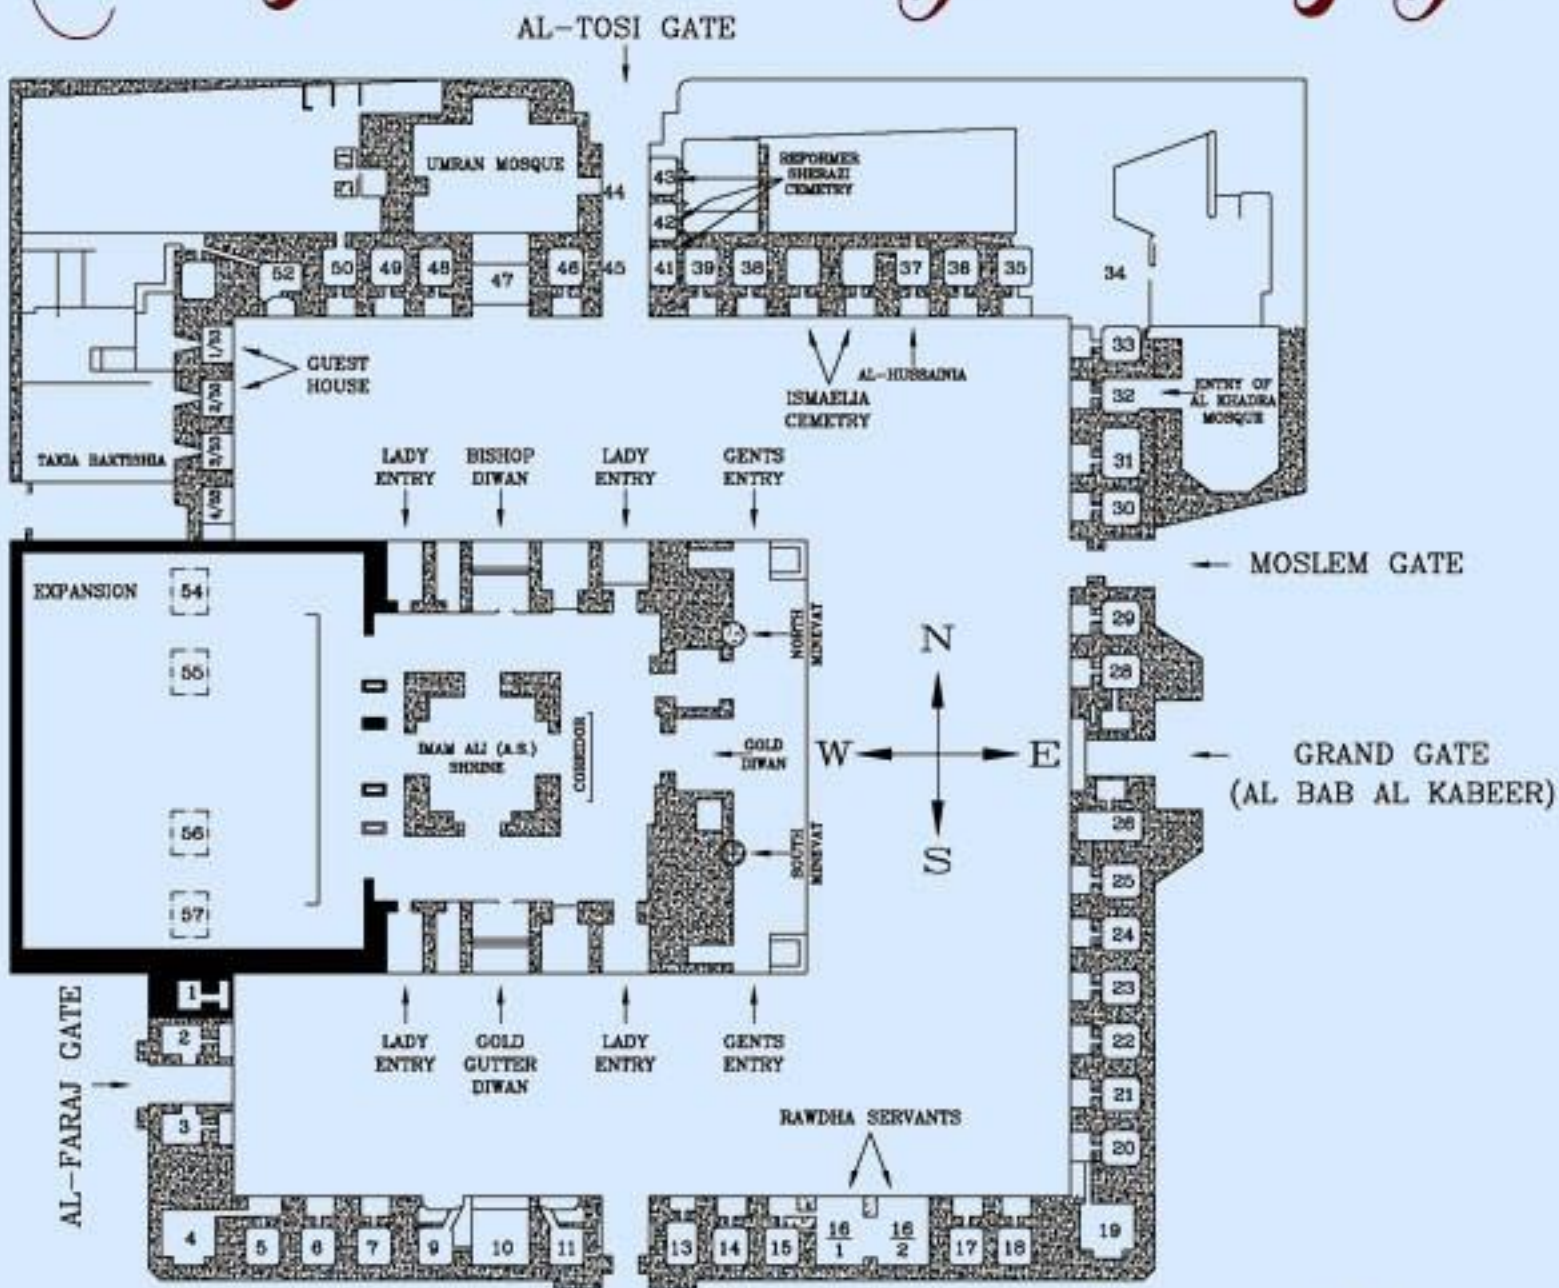 AL-TOSI GATE
UMRAN MOSQUE
REFORMER
SHERAZI
CEMETRY
43
42
44
45
52
50
49
48
47
46
41
39
38
37
36
35
34
1/53
2/53
3/53
4/53
GUEST
HOUSE
TAKIA BAKTISHIA
ISMAELIA
CEMETRY
AL-HUSSAINIA
33
32
31
30
ENTRY OF
AL KHADRA
MOSQUE
LADY
ENTRY
BISHOP
DIWAN
LADY
ENTRY
GENTS
ENTRY
MOSLEM GATE
EXPANSION
54
55
56
57
NORTH
MINEVAT
29
28
N
W
E
S
IMAM ALI (A.S.)
SHRINE
CORRIDOR
GOLD
DIWAN
SOUTH
MINEVAT
GRAND GATE
(AL BAB AL KABEER)
26
25
24
23
22
21
20
19
1
2
3
AL-FARAJ GATE
LADY
ENTRY
GOLD
GUTTER
DIWAN
LADY
ENTRY
GENTS
ENTRY
RAWDHA SERVANTS
4
5
6
7
9
10
11
13
14
15
16
1
16
2
17
18